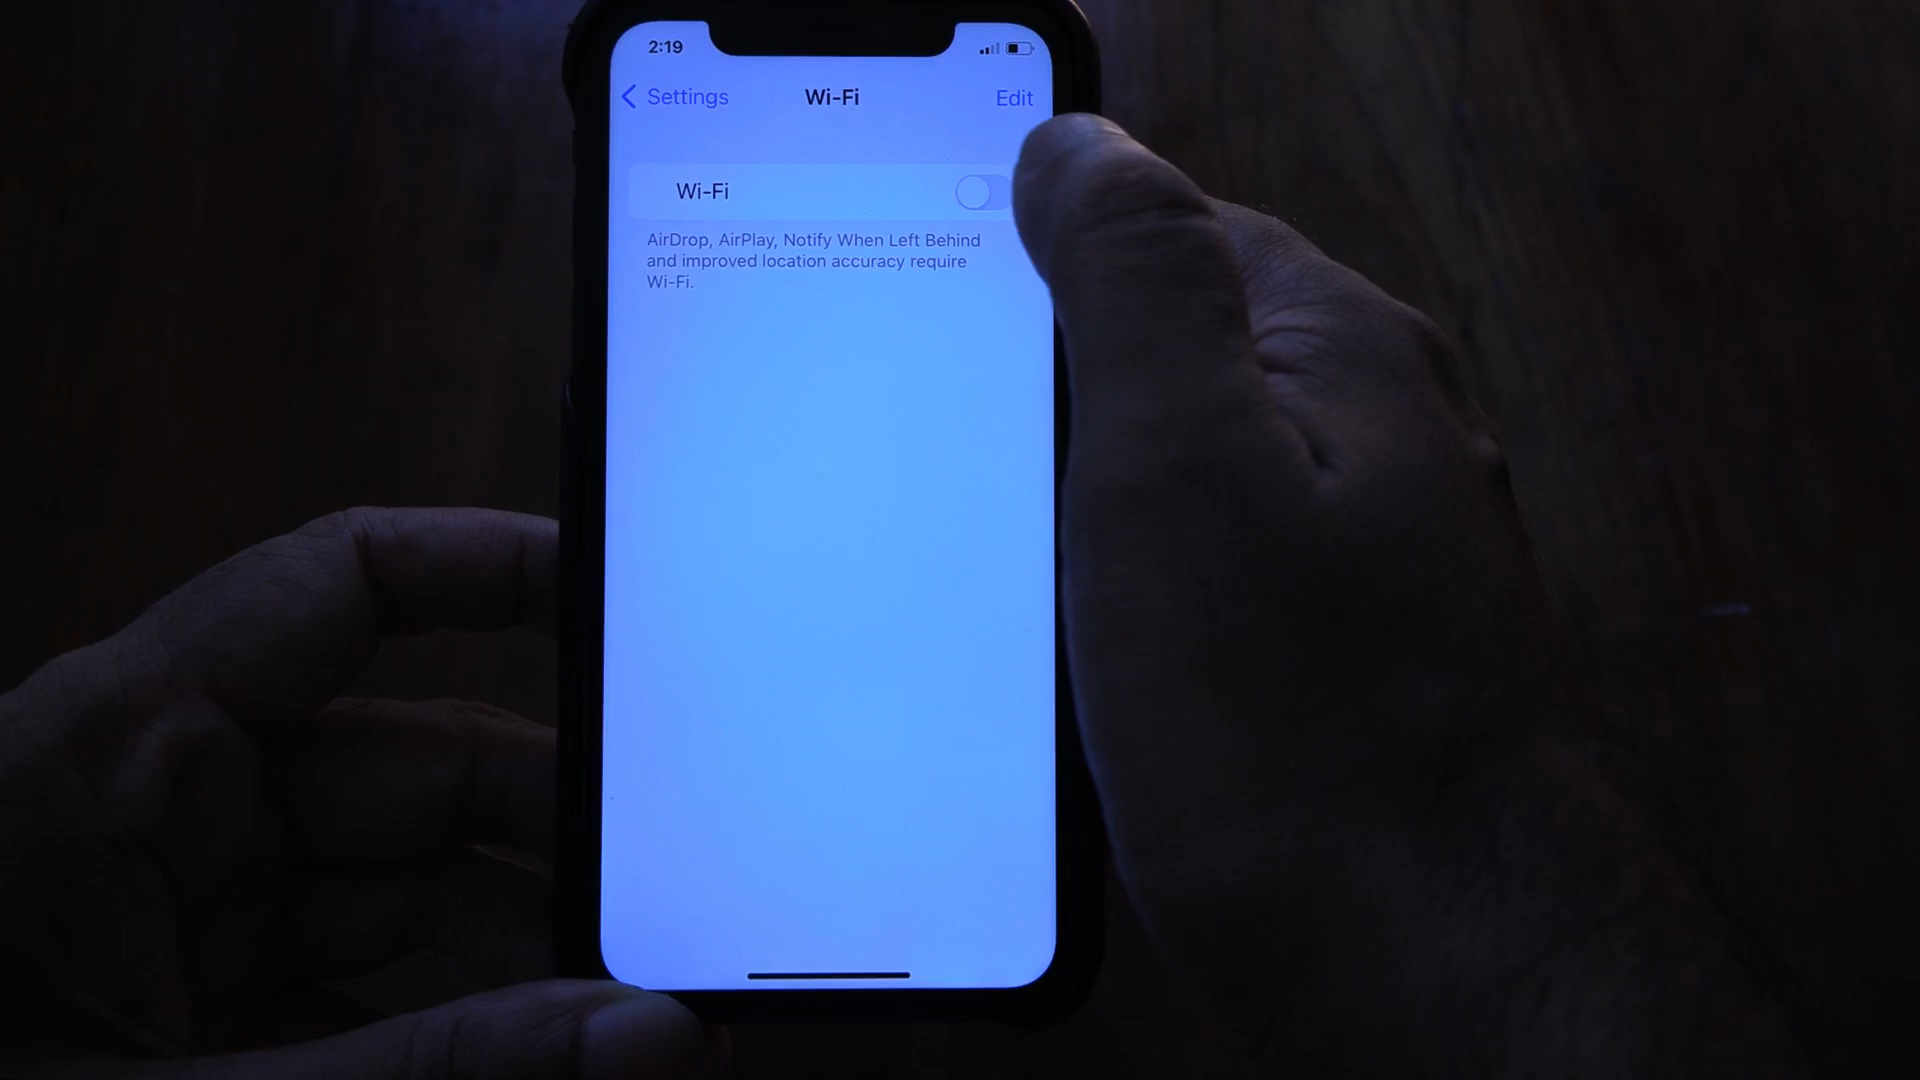 2:19
Settings
Wi-Fi
Edit
Wi-Fi
AirDrop, AirPlay, Notify When Left Behind
and improved location accuracy require
Wi-Fi.